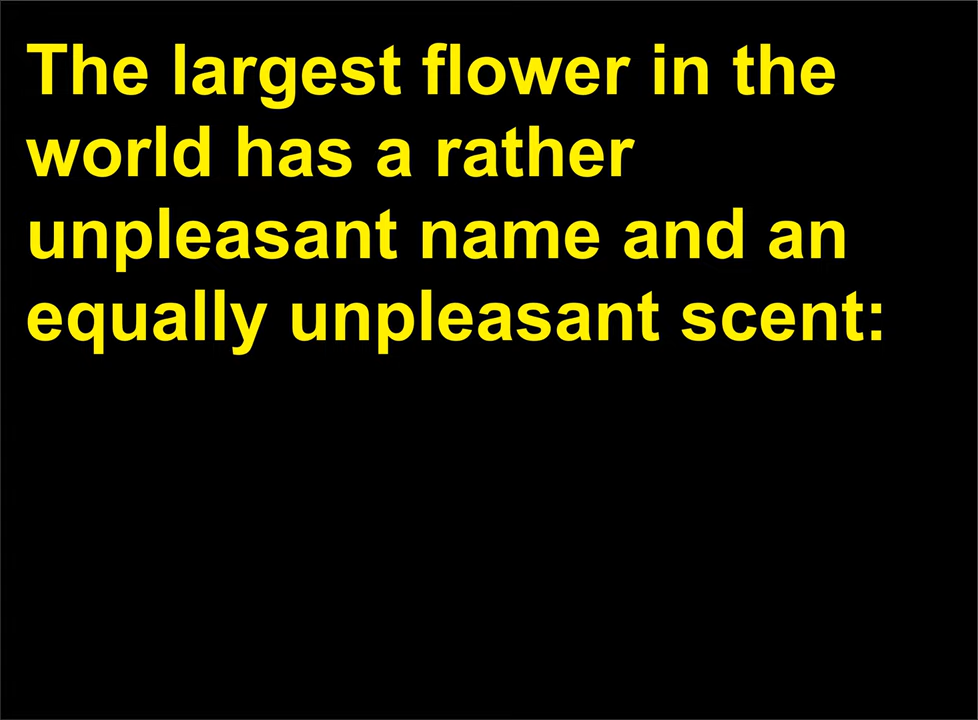 The largest flower in the
world has a rather
unpleasant name and an
equally unpleasant scent: